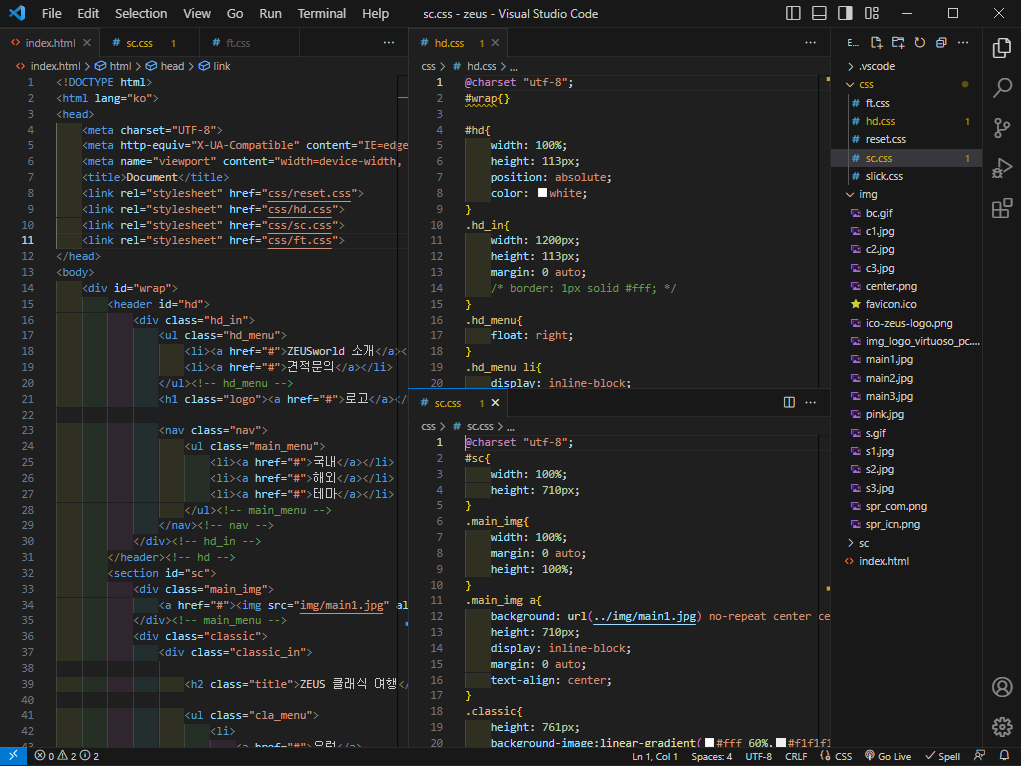 File Edit Selection View Go Run Terminal Help sc.css - zeus - Visual Studio Code
index.html
sc.css 1
ft.css
index.html > html > head > link
1 <!DOCTYPE html>
2 <html lang="ko">
3 <head>
4 <meta charset="UTF-8">
5 <meta http-equiv="X-UA-Compatible" content="IE=edge
6 <meta name="viewport" content="width=device-width,
7 <title>Document</title>
8 <link rel="stylesheet" href="css/reset.css">
9 <link rel="stylesheet" href="css/hd.css">
10 <link rel="stylesheet" href="css/sc.css">
11 <link rel="stylesheet" href="css/ft.css">
12 </head>
13 <body>
14 <div id="wrap">
15 <header id="hd">
16 <div class="hd_in">
17 <ul class="hd_menu">
18 <li><a href="#">ZEUSworld 소개</a><
19 <li><a href="#">견적문의</a></li>
20 </ul><!-- hd_menu -->
21 <h1 class="logo"><a href="#">로고</a></
22
23 <nav class="nav">
24 <ul class="main_menu">
25 <li><a href="#">국내</a></li>
26 <li><a href="#">해외</a></li>
27 <li><a href="#">테마</a></li>
28 </ul><!-- main_menu -->
29 </nav><!-- nav -->
30 </div><!-- hd_in -->
31 </header><!-- hd -->
32 <section id="sc">
33 <div class="main_img">
34 <a href="#"><img src="img/main1.jpg" al
35 </div><!-- main_menu -->
36 <div class="classic">
37 <div class="classic_in">
38
39 <h2 class="title">ZEUS 클래식 여행</
40
41 <ul class="cla_menu">
42 <li>
43 <a href="#">유럽</a>
hd.css 1
css > # hd.css > ...
1 @charset "utf-8";
2 #wrap{}
3
4 #hd{
5 width: 100%;
6 height: 113px;
7 position: absolute;
8 color: white;
9 }
10 .hd_in{
11 width: 1200px;
12 height: 113px;
13 margin: 0 auto;
14 /* border: 1px solid #fff; */
15 }
16 .hd_menu{
17 float: right;
18 }
19 .hd_menu li{
20 display: inline-block;
sc.css 1
css > # sc.css > ...
1 @charset "utf-8";
2 #sc{
3 width: 100%;
4 height: 710px;
5 }
6 .main_img{
7 width: 100%;
8 margin: 0 auto;
9 height: 100%;
10 }
11 .main_img a{
12 background: url(../img/main1.jpg) no-repeat center ce
13 height: 710px;
14 display: inline-block;
15 margin: 0 auto;
16 text-align: center;
17 }
18 .classic{
19 height: 761px;
20 background-image:linear-gradient(#fff 60%,#f1f1f1
E...
.vscode
css
# ft.css
# hd.css 1
# reset.css
# sc.css 1
# slick.css
img
bc.gif
c1.jpg
c2.jpg
c3.jpg
center.png
favicon.ico
ico-zeus-logo.png
img_logo_virtuoso_pc....
main1.jpg
main2.jpg
main3.jpg
pink.jpg
s.gif
s1.jpg
s2.jpg
s3.jpg
spr_com.png
spr_icn.png
sc
index.html
0 2 2 Ln 1, Col 1 Spaces: 4 UTF-8 CRLF CSS Go Live Spell